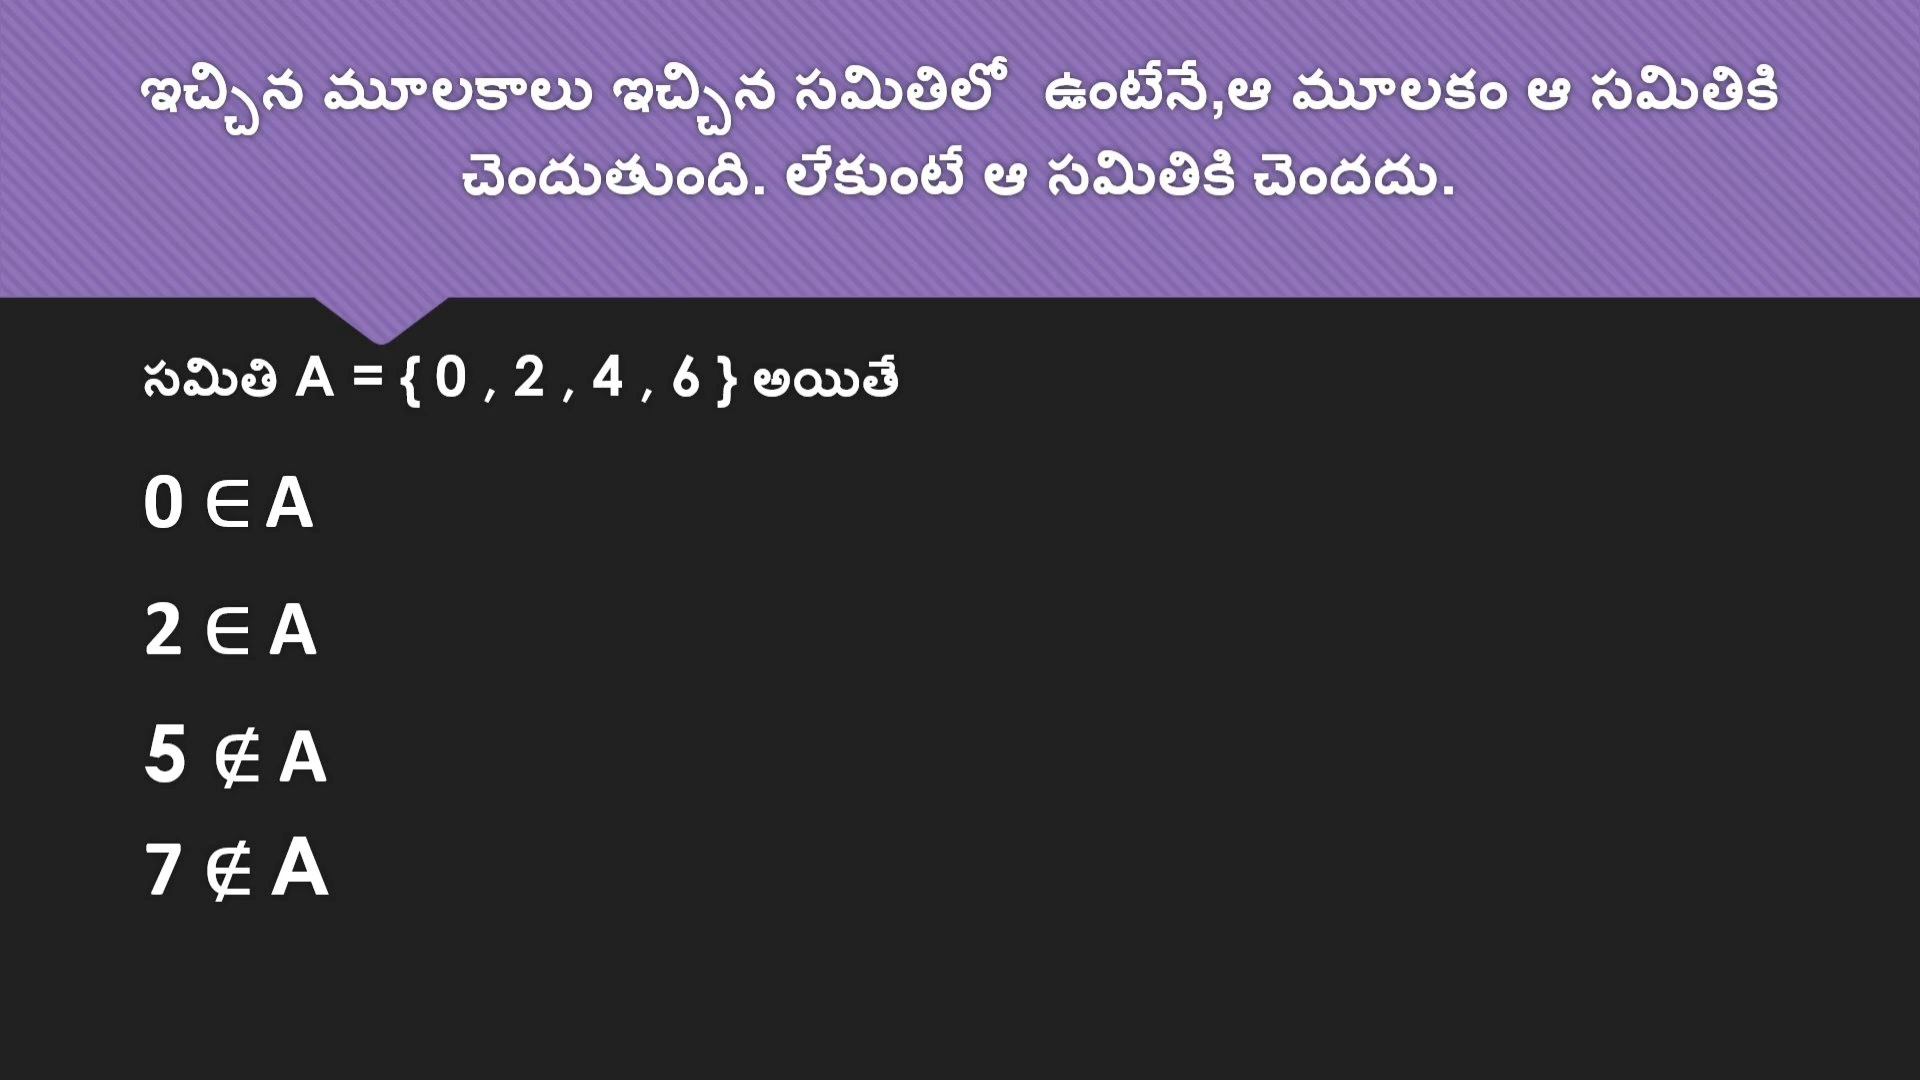 ఇచ్చిన మూలకాలు ఇచ్చిన సమితిలో  ఉంటేనే,ఆ మూలకం ఆ సమితికి
చెందుతుంది. లేకుంటే ఆ సమితికి చెందదు.
సమితి A = { 0 , 2 , 4 , 6 } అయితే
0 ∈ A
2 ∈ A
5 ∉ A
7 ∉ A